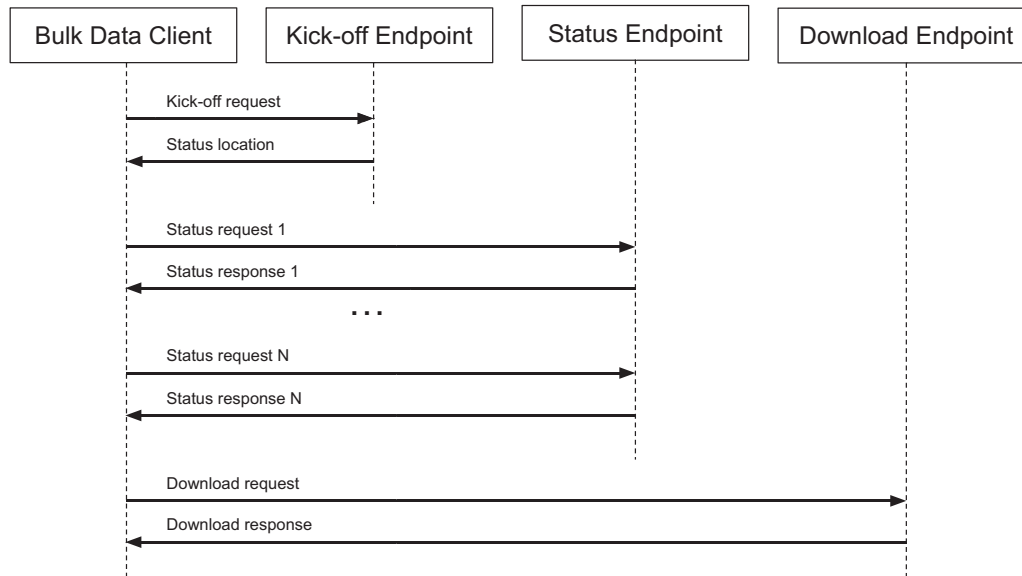 Bulk Data Client
Kick-off Endpoint
Status Endpoint
Download Endpoint
Kick-off request
Status location
Status request 1
Status response 1
...
Status request N
Status response N
Download request
Download response